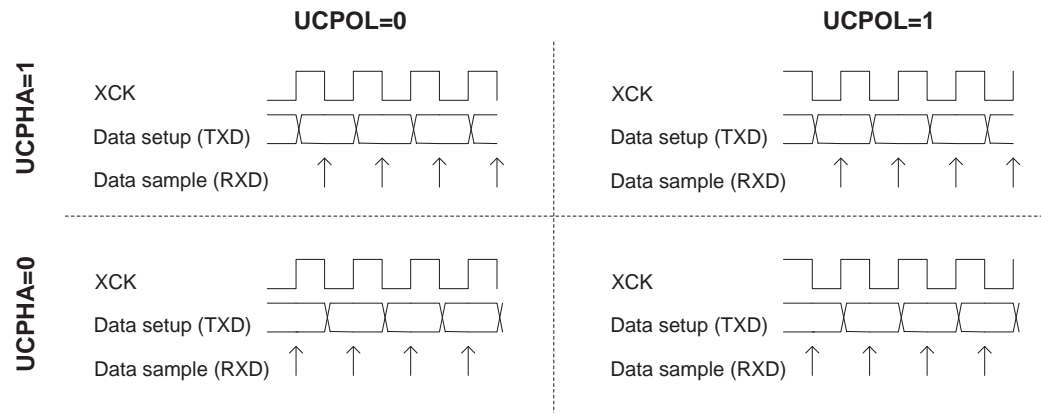 UCPOL=0 UCPOL=1
UCPHA=1
XCK
Data setup (TXD)
Data sample (RXD)
XCK
Data setup (TXD)
Data sample (RXD)
UCPHA=0
XCK
Data setup (TXD)
Data sample (RXD)
XCK
Data setup (TXD)
Data sample (RXD)